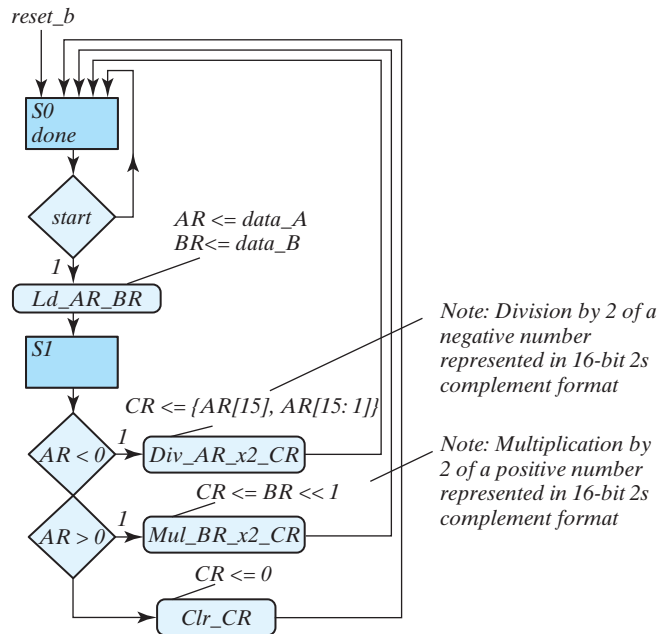 reset_b
S0
done
start
AR <= data_A
BR<= data_B
1
Ld_AR_BR
S1
Note: Division by 2 of a
negative number
represented in 16-bit 2s
complement format
CR <= {AR[15], AR[15: 1]}
AR < 0
1
Div_AR_x2_CR
Note: Multiplication by
2 of a positive number
represented in 16-bit 2s
complement format
CR <= BR << 1
AR > 0
1
Mul_BR_x2_CR
CR <= 0
Clr_CR